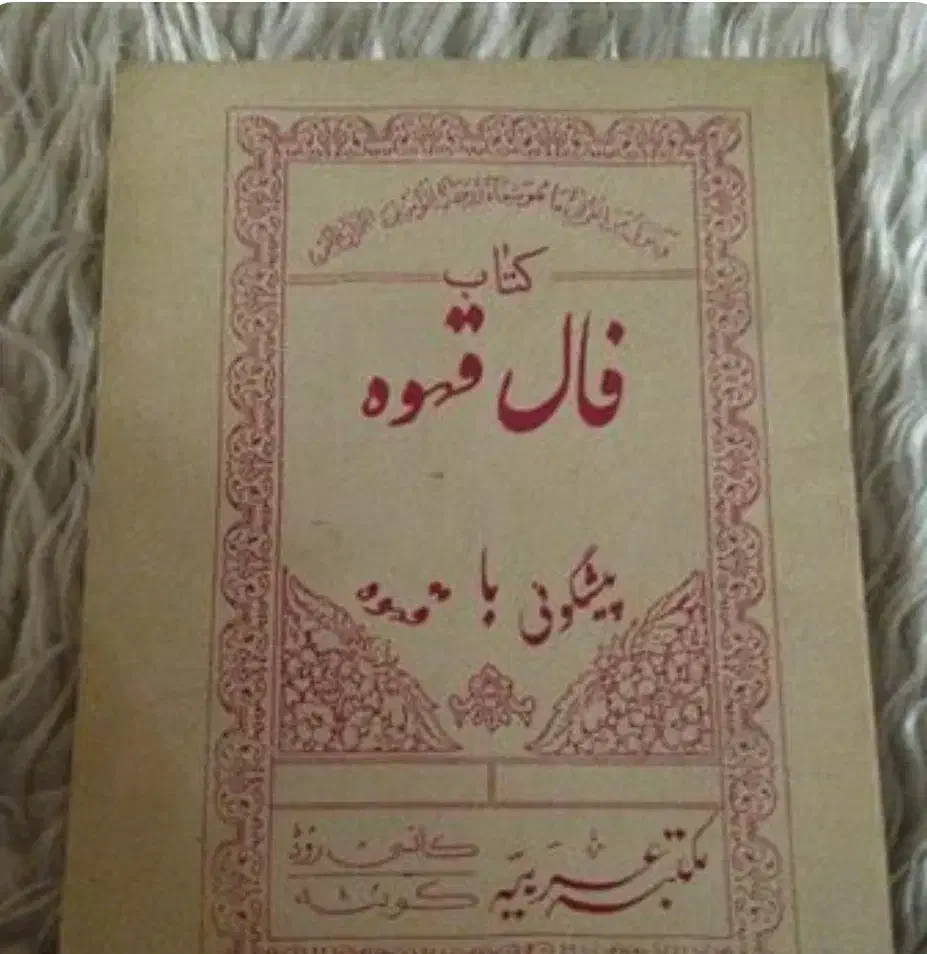 کتاب
فال قهوه
پیشگوئی با قهوه
مکتبہ عربیہ
کانسی روڈ
کوئٹہ